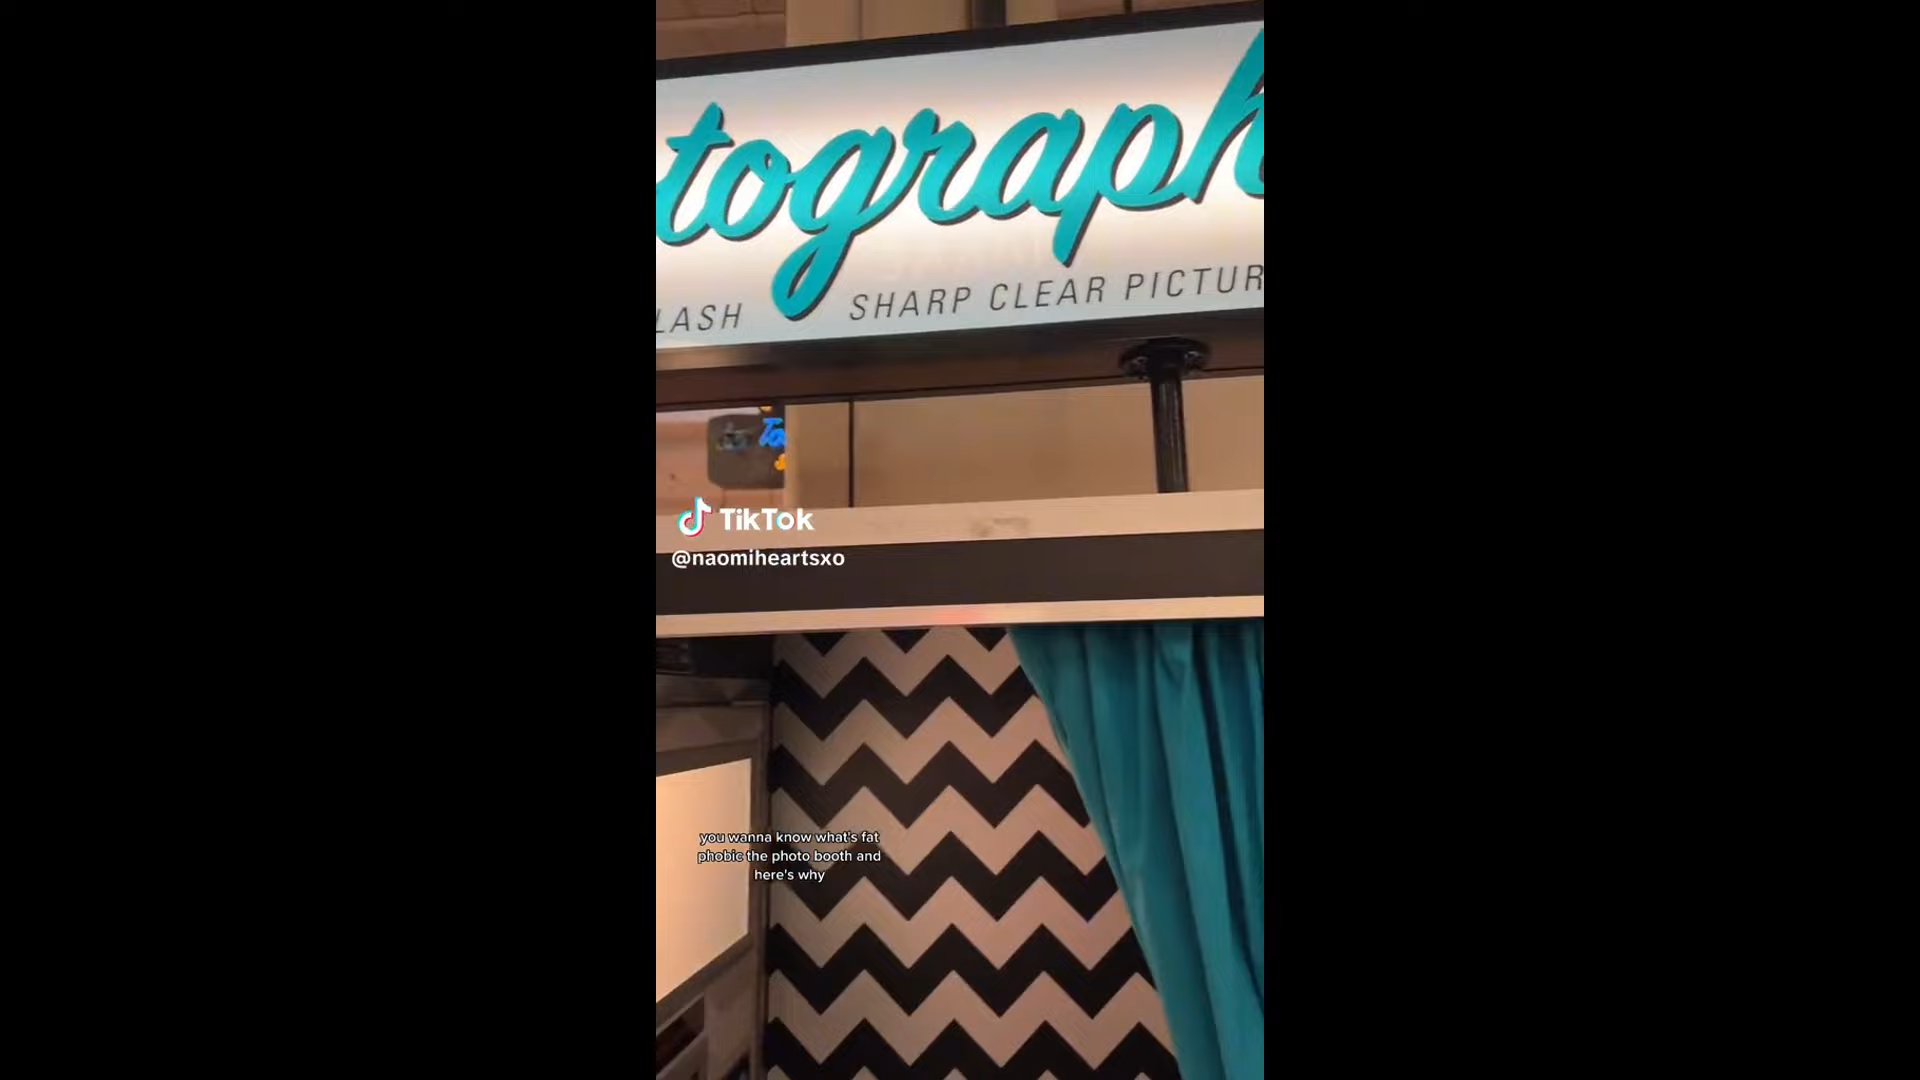 tograph
LASH SHARP CLEAR PICTUR
To
TikTok
@naomiheartsxo
you wanna know what's fat
phobic the photo booth and
here's why